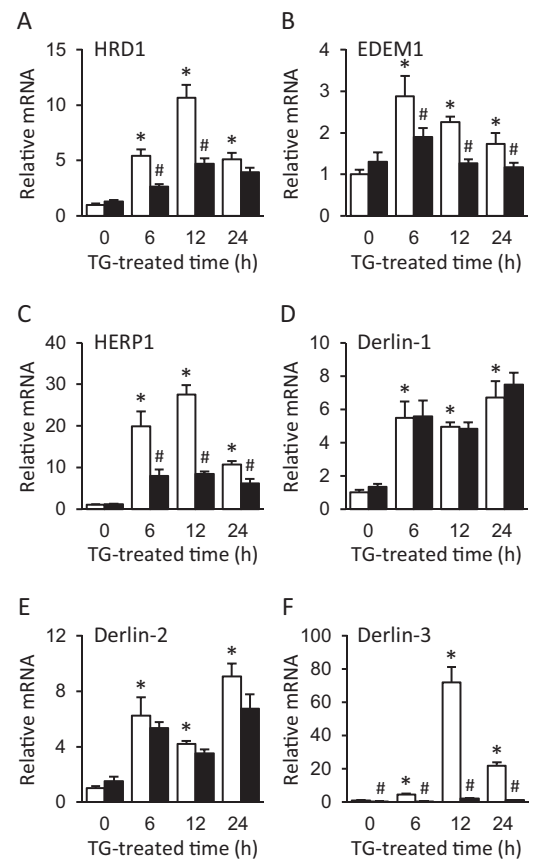 A
HRD1
Relative mRNA
15
10
5
0
*
*
*
#
#
0 6 12 24
TG-treated time (h)
B
EDEM1
Relative mRNA
4
3
2
1
0
*
*
*
#
#
#
0 6 12 24
TG-treated time (h)
C
HERP1
Relative mRNA
40
30
20
10
0
*
*
*
#
#
#
0 6 12 24
TG-treated time (h)
D
Derlin-1
Relative mRNA
10
8
6
4
2
0
*
*
*
0 6 12 24
TG-treated time (h)
E
Derlin-2
Relative mRNA
12
8
4
0
*
*
*
0 6 12 24
TG-treated time (h)
F
Derlin-3
Relative mRNA
100
80
60
40
20
0
*
*
*
#
#
#
#
0 6 12 24
TG-treated time (h)